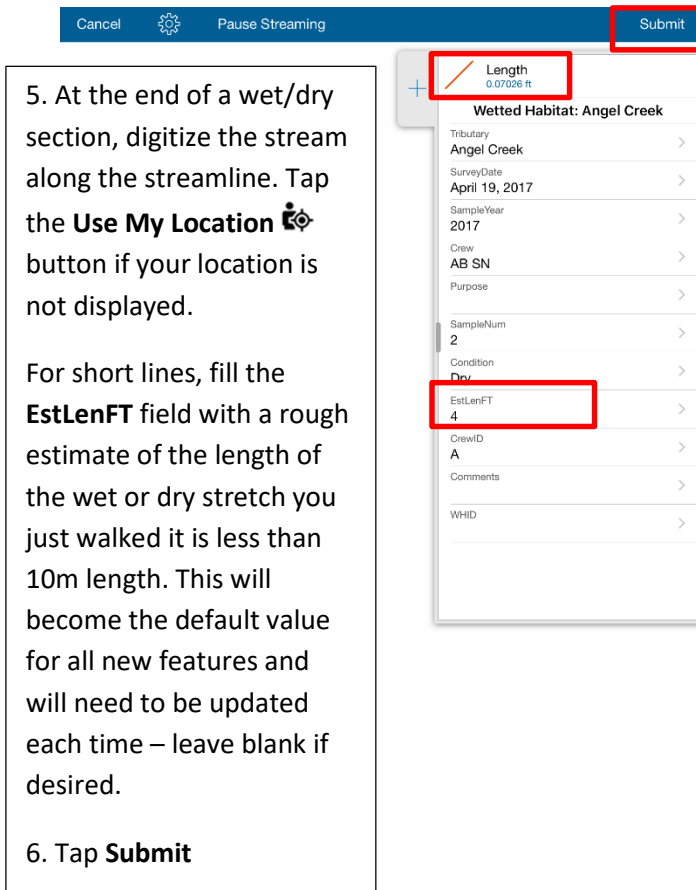 Cancel Pause Streaming Submit
5. At the end of a wet/dry
section, digitize the stream
along the streamline. Tap
the Use My Location
button if your location is
not displayed.
For short lines, fill the
EstLenFT field with a rough
estimate of the length of
the wet or dry stretch you
just walked it is less than
10m length. This will
become the default value
for all new features and
will need to be updated
each time – leave blank if
desired.
6. Tap Submit
Length
0.07026 ft
Wetted Habitat: Angel Creek
Tributary
Angel Creek
SurveyDate
April 19, 2017
SampleYear
2017
Crew
AB SN
Purpose
SampleNum
2
Condition
Dry
EstLenFT
4
CrewID
A
Comments
WHID